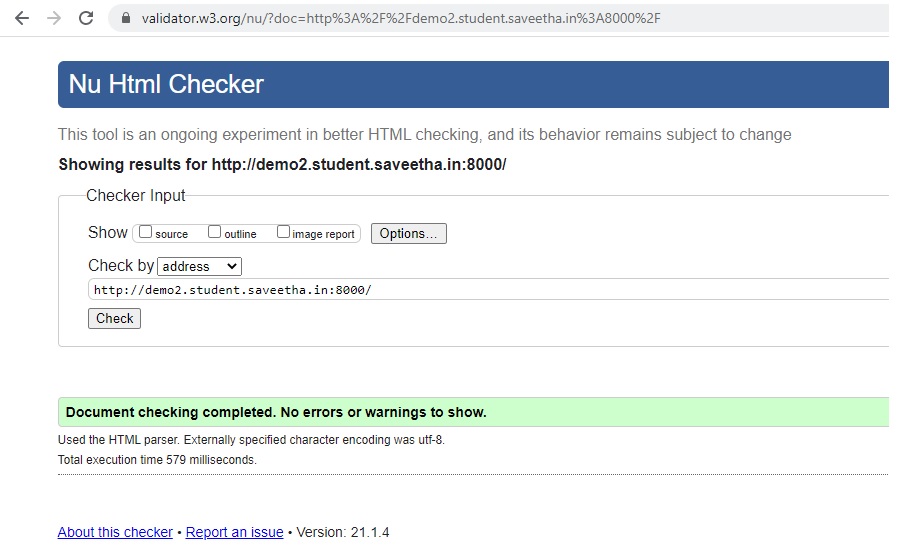 validator.w3.org/nu/?doc=http%3A%2F%2Fdemo2.student.saveetha.in%3A8000%2F
Nu Html Checker
This tool is an ongoing experiment in better HTML checking, and its behavior remains subject to change
Showing results for http://demo2.student.saveetha.in:8000/
Checker Input
Show source outline image report Options...
Check by address
http://demo2.student.saveetha.in:8000/
Check
Document checking completed. No errors or warnings to show.
Used the HTML parser. Externally specified character encoding was utf-8.
Total execution time 579 milliseconds.
About this checker • Report an issue • Version: 21.1.4